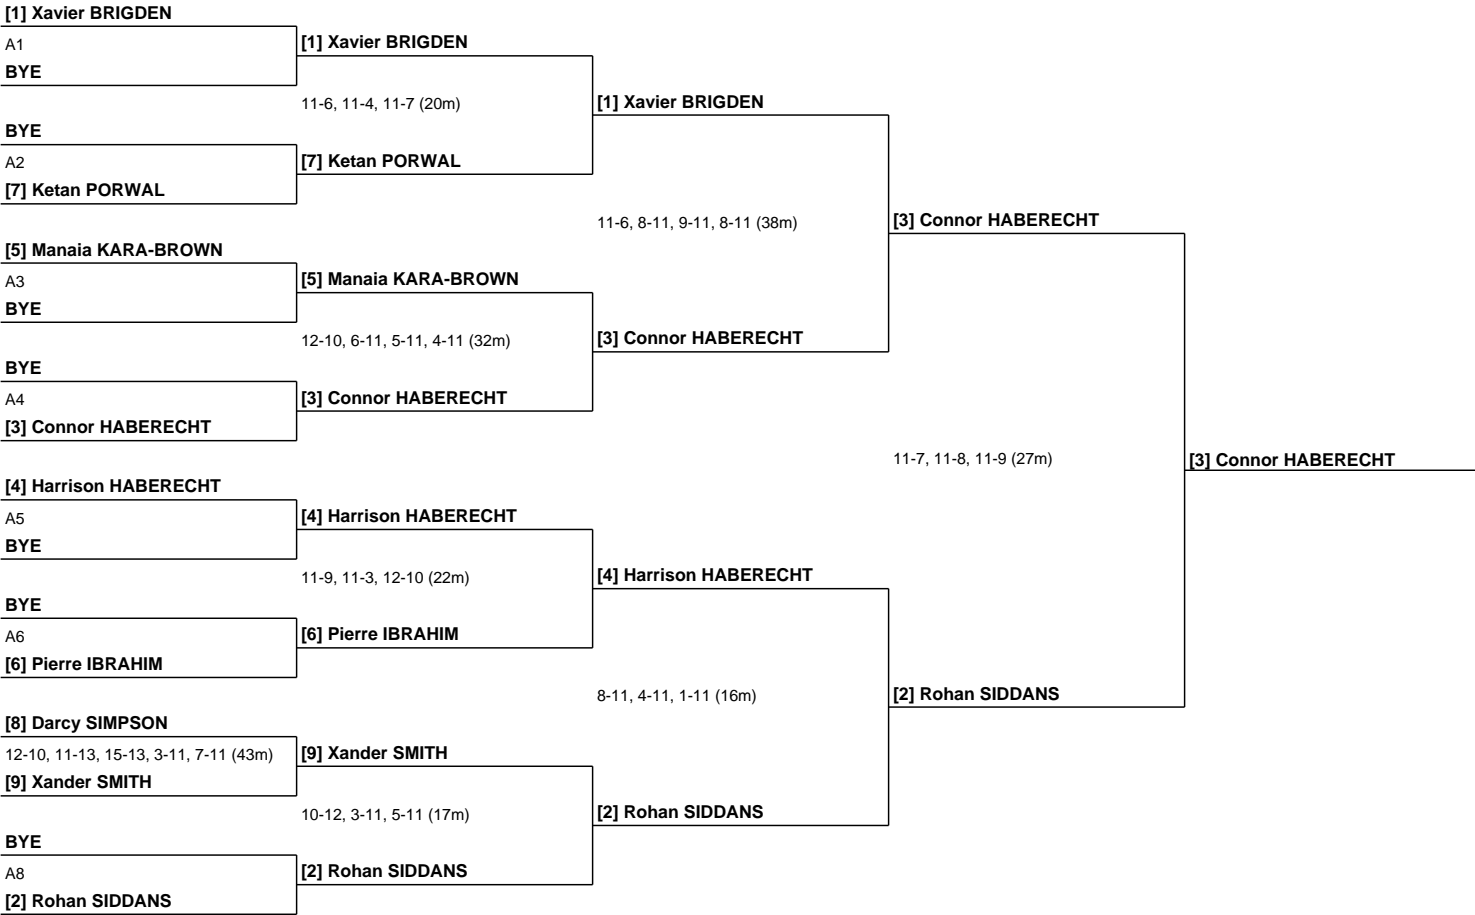 [1] Xavier BRIGDEN
A1
BYE
BYE
A2
[7] Ketan PORWAL
[5] Manaia KARA-BROWN
A3
BYE
BYE
A4
[3] Connor HABERECHT
[4] Harrison HABERECHT
A5
BYE
BYE
A6
[6] Pierre IBRAHIM
[8] Darcy SIMPSON
12-10, 11-13, 15-13, 3-11, 7-11 (43m)
[9] Xander SMITH
BYE
A8
[2] Rohan SIDDANS
[1] Xavier BRIGDEN
11-6, 11-4, 11-7 (20m)
[7] Ketan PORWAL
[5] Manaia KARA-BROWN
12-10, 6-11, 5-11, 4-11 (32m)
[3] Connor HABERECHT
[4] Harrison HABERECHT
11-9, 11-3, 12-10 (22m)
[6] Pierre IBRAHIM
[9] Xander SMITH
10-12, 3-11, 5-11 (17m)
[2] Rohan SIDDANS
[1] Xavier BRIGDEN
11-6, 8-11, 9-11, 8-11 (38m)
[3] Connor HABERECHT
[4] Harrison HABERECHT
8-11, 4-11, 1-11 (16m)
[2] Rohan SIDDANS
[3] Connor HABERECHT
11-7, 11-8, 11-9 (27m)
[2] Rohan SIDDANS
[3] Connor HABERECHT